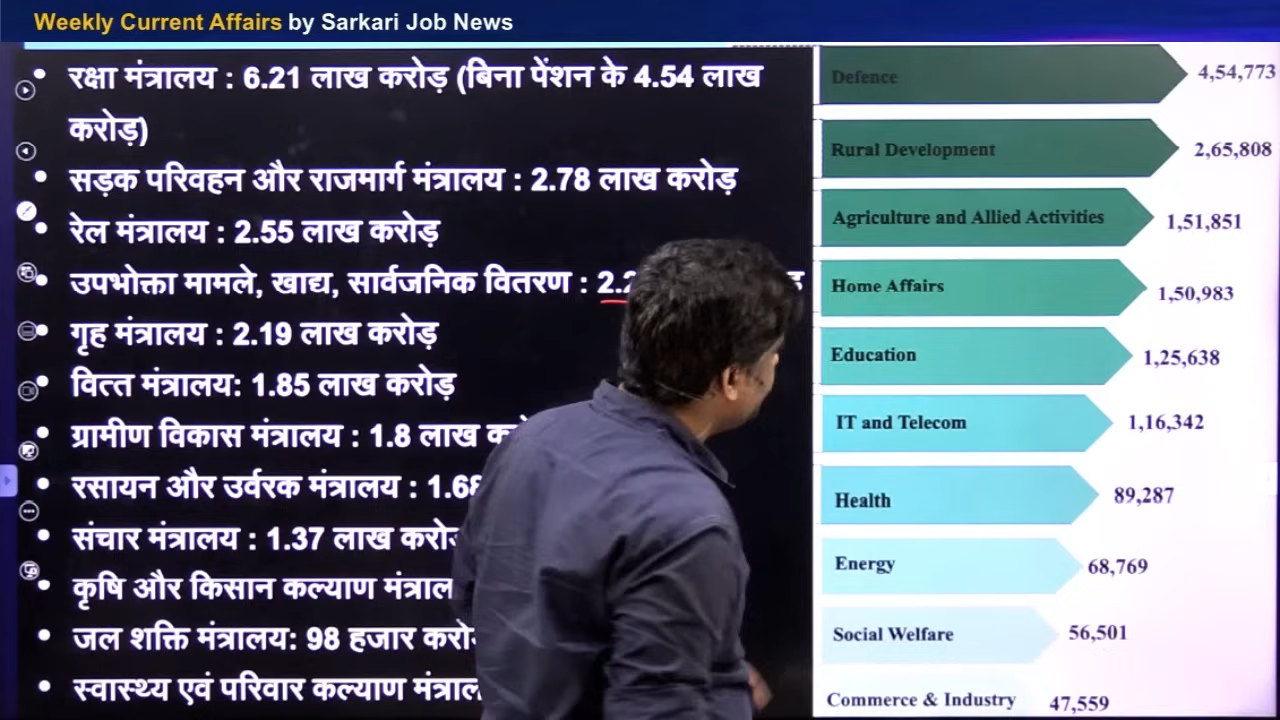 Weekly Current Affairs by Sarkari Job News
• रक्षा मंत्रालय : 6.21 लाख करोड़ (बिना पेंशन के 4.54 लाख
करोड़)
• सड़क परिवहन और राजमार्ग मंत्रालय : 2.78 लाख करोड़
• रेल मंत्रालय : 2.55 लाख करोड़
• उपभोक्ता मामले, खाद्य, सार्वजनिक वितरण :
• गृह मंत्रालय : 2.19 लाख करोड़
• वित्त मंत्रालय: 1.85 लाख करोड़
• ग्रामीण विकास मंत्रालय : 1.8 लाख
• रसायन और उर्वरक मंत्रालय : 1.68
• संचार मंत्रालय : 1.37 लाख करोड़
• कृषि और किसान कल्याण
• जल शक्ति मंत्रालय: 98 हजार
• स्वास्थ्य एवं परिवार कल्याण
Defence 4,54,773
Rural Development 2,65,808
Agriculture and Allied Activities 1,51,851
Home Affairs 1,50,983
Education 1,25,638
IT and Telecom 1,16,342
Health 89,287
Energy 68,769
Social Welfare 56,501
Commerce & Industry 47,559